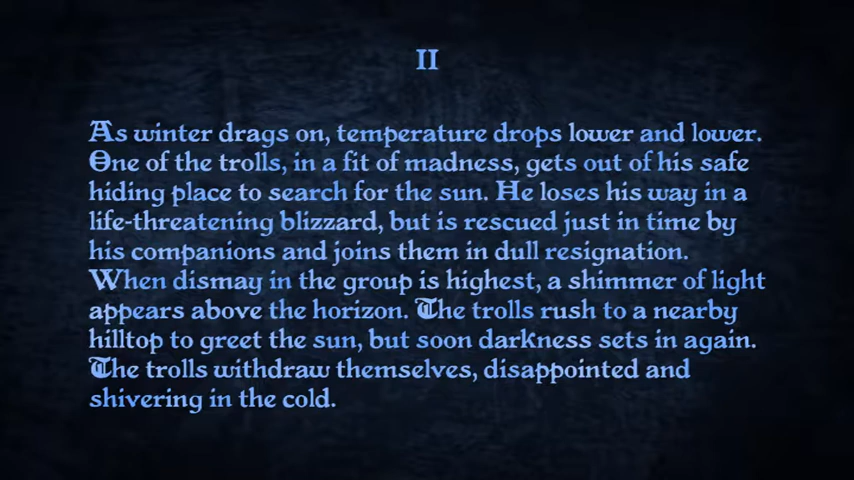 II
As winter drags on, temperature drops lower and lower.
One of the trolls, in a fit of madness, gets out of his safe
hiding place to search for the sun. He loses his way in a
life-threatening blizzard, but is rescued just in time by
his companions and joins them in dull resignation.
When dismay in the group is highest, a shimmer of light
appears above the horizon. The trolls rush to a nearby
hilltop to greet the sun, but soon darkness sets in again.
The trolls withdraw themselves, disappointed and
shivering in the cold.